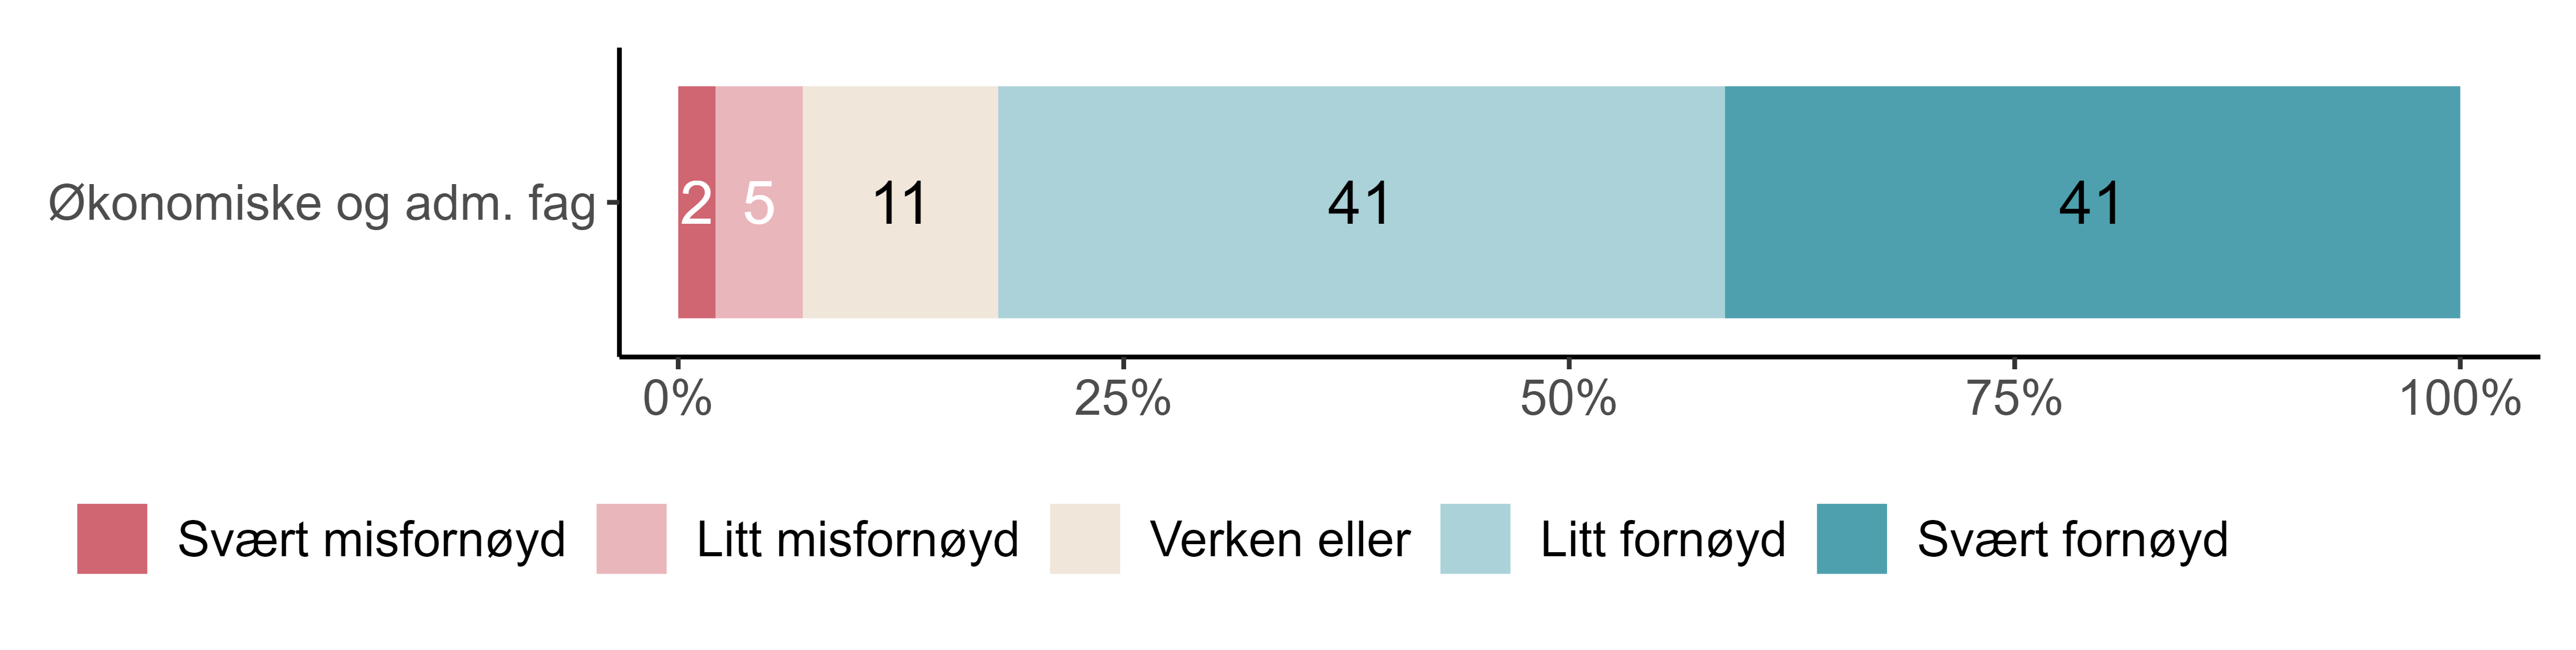 Økonomiske og adm. fag 2 5 11 41 41
0% 25% 50% 75% 100%
Svært misfornøyd Litt misfornøyd Verken eller Litt fornøyd Svært fornøyd